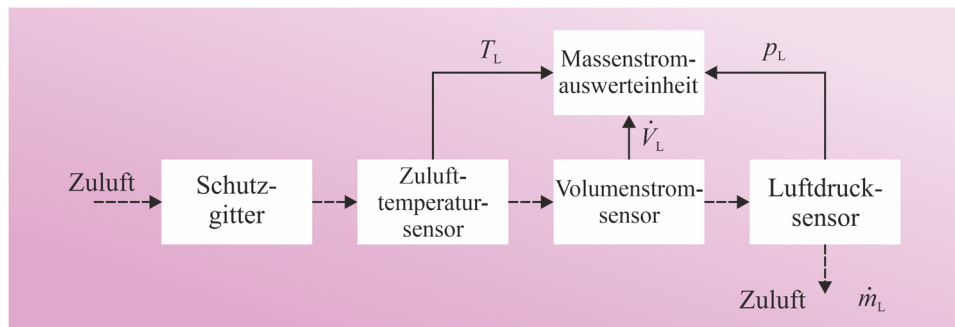 T_L
Massenstrom-
auswerteinheit
p_L
V̇_L
Zuluft
Schutz-
gitter
Zuluft-
temperatur-
sensor
Volumenstrom-
sensor
Luftdruck-
sensor
Zuluft ṁ_L